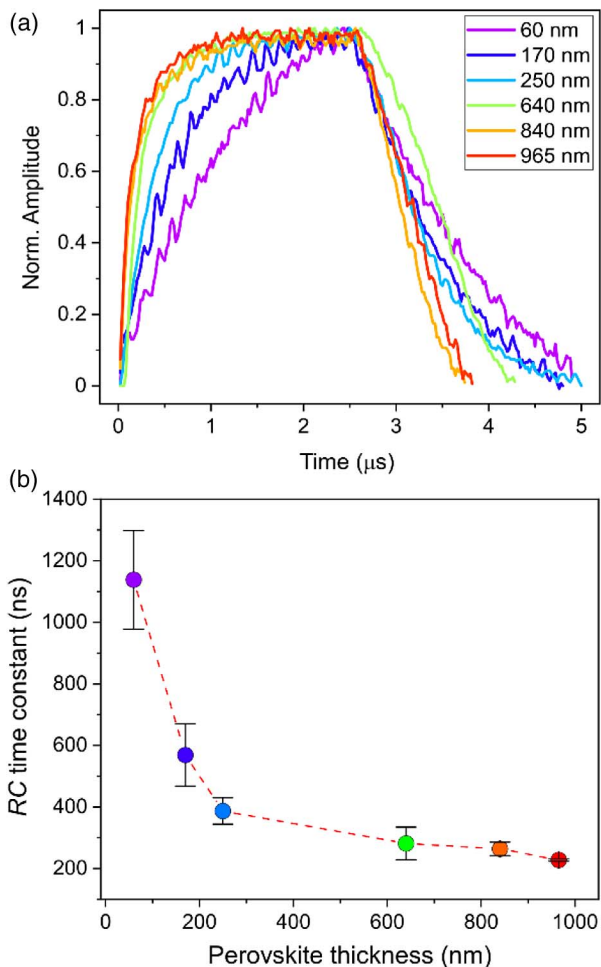 (a)
1
0.8
0.6
0.4
0.2
0
Norm. Amplitude
60 nm
170 nm
250 nm
640 nm
840 nm
965 nm
0 1 2 3 4 5
Time (μs)
(b)
1400
1200
1000
800
600
400
200
RC time constant (ns)
0 200 400 600 800 1000
Perovskite thickness (nm)